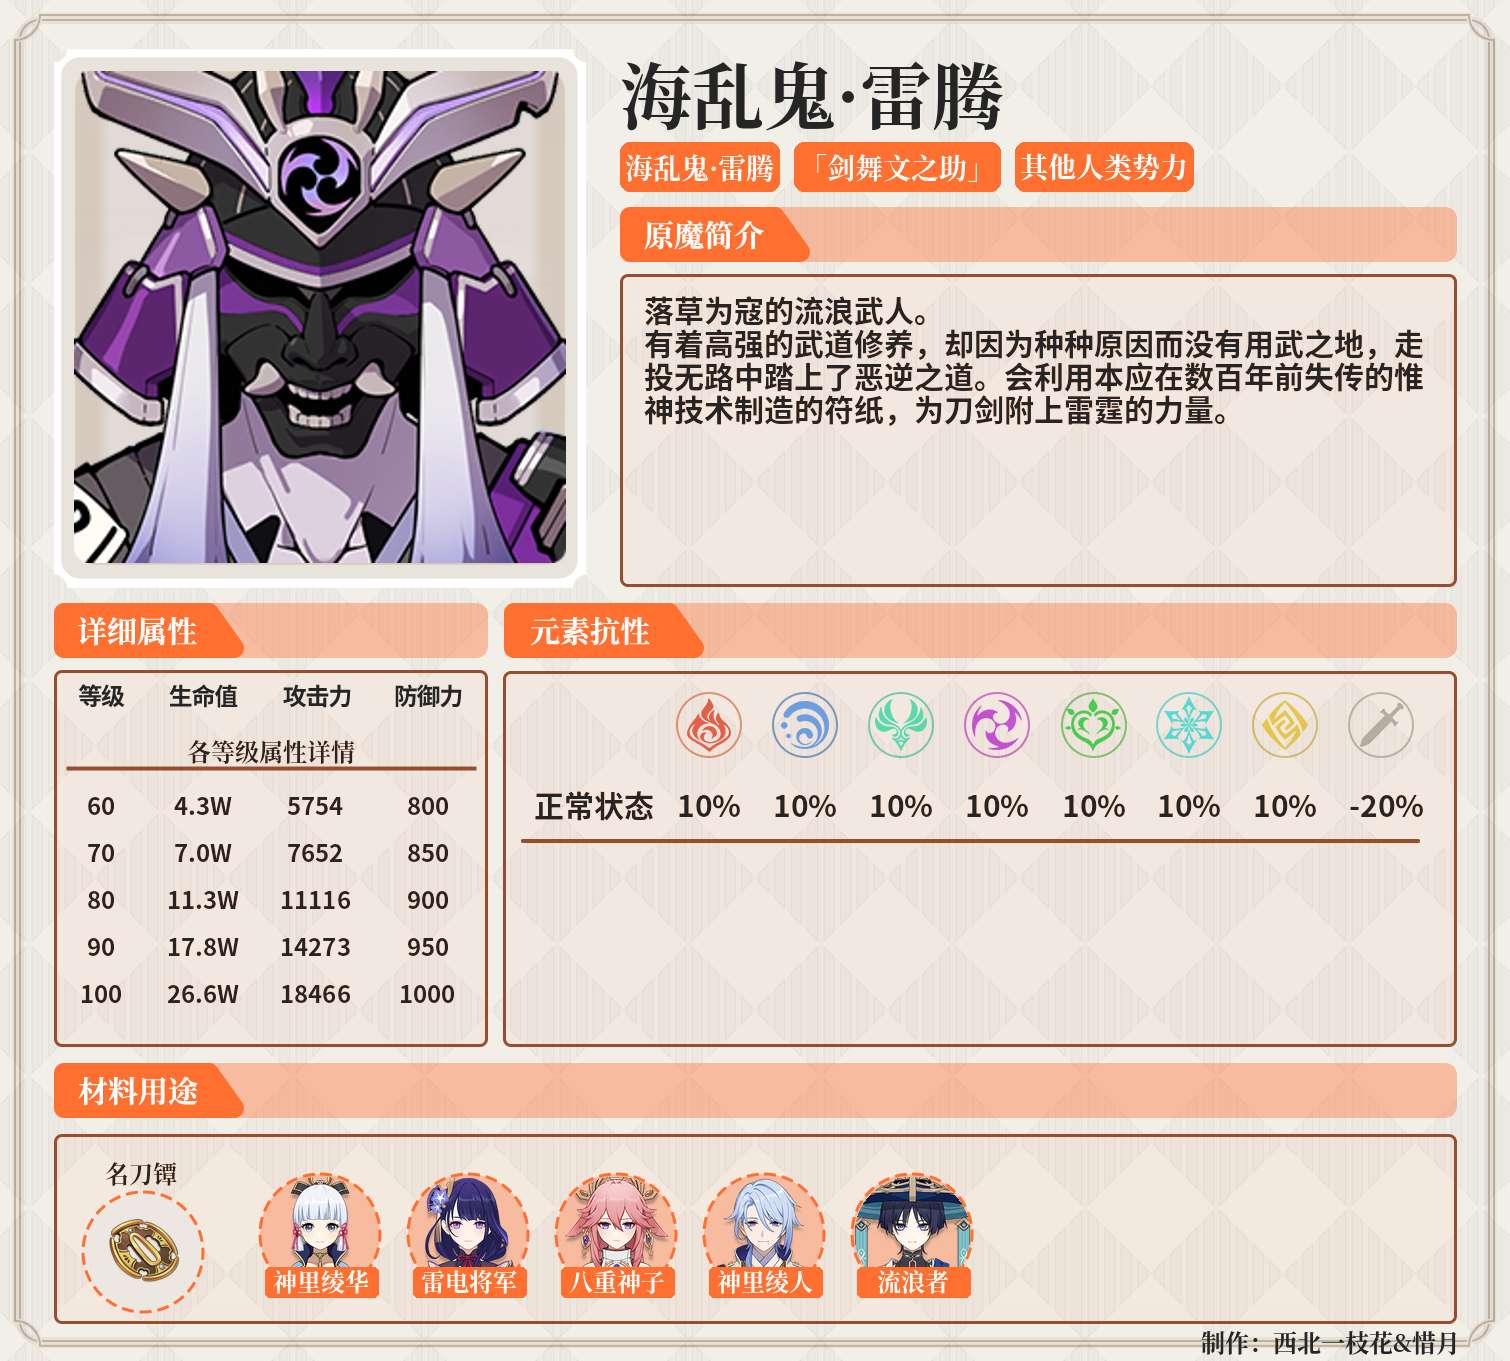 海乱鬼·雷腾
海乱鬼·雷腾 「剑舞文之助」 其他人类势力
原魔简介
落草为寇的流浪武人。
有着高强的武道修养，却因为种种原因而没有用武之地，走
投无路中踏上了恶逆之道。会利用本应在数百年前失传的惟
神技术制造的符纸，为刀剑附上雷霆的力量。
详细属性
等级 生命值 攻击力 防御力
各等级属性详情
60 4.3W 5754 800
70 7.0W 7652 850
80 11.3W 11116 900
90 17.8W 14273 950
100 26.6W 18466 1000
元素抗性
正常状态 10% 10% 10% 10% 10% 10% 10% -20%
材料用途
名刀镡
神里绫华 雷电将军 八重神子 神里绫人 流浪者
制作：西北一枝花&惜月